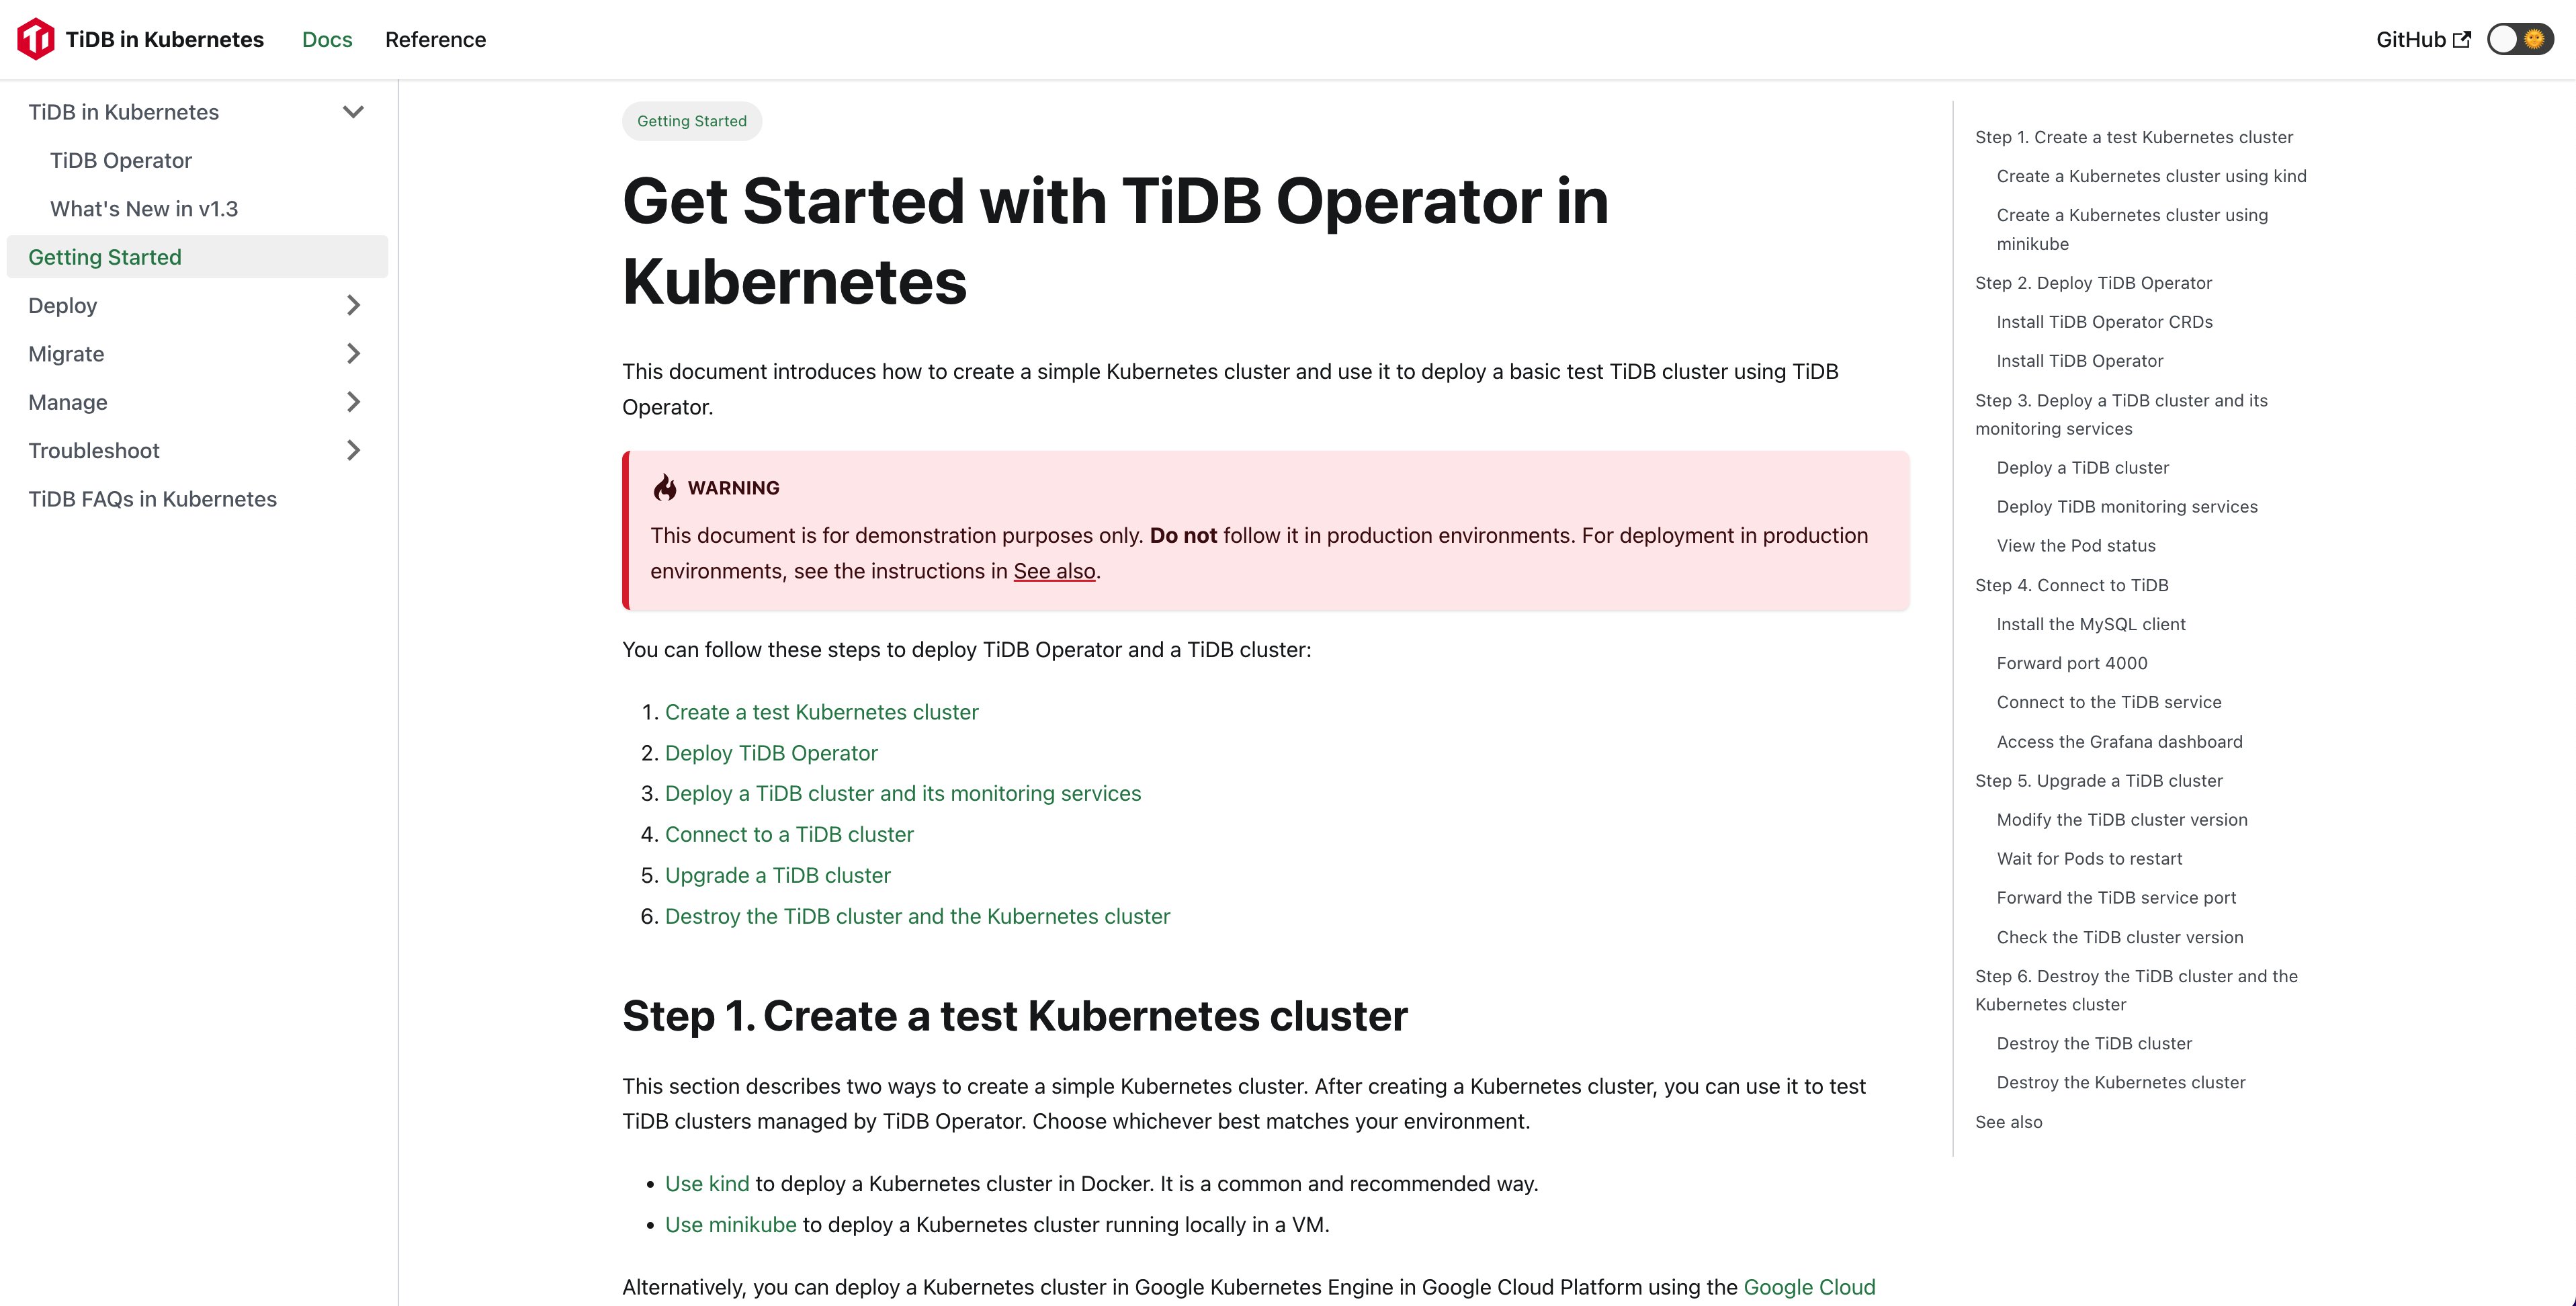 TiDB in Kubernetes
Docs
Reference
GitHub
TiDB in Kubernetes
TiDB Operator
What's New in v1.3
Getting Started
Deploy
Migrate
Manage
Troubleshoot
TiDB FAQs in Kubernetes
Getting Started
Get Started with TiDB Operator in
Kubernetes
This document introduces how to create a simple Kubernetes cluster and use it to deploy a basic test TiDB cluster using TiDB
Operator.
WARNING
This document is for demonstration purposes only. Do not follow it in production environments. For deployment in production
environments, see the instructions in See also.
You can follow these steps to deploy TiDB Operator and a TiDB cluster:
1. Create a test Kubernetes cluster
2. Deploy TiDB Operator
3. Deploy a TiDB cluster and its monitoring services
4. Connect to a TiDB cluster
5. Upgrade a TiDB cluster
6. Destroy the TiDB cluster and the Kubernetes cluster
Step 1. Create a test Kubernetes cluster
This section describes two ways to create a simple Kubernetes cluster. After creating a Kubernetes cluster, you can use it to test
TiDB clusters managed by TiDB Operator. Choose whichever best matches your environment.
• Use kind to deploy a Kubernetes cluster in Docker. It is a common and recommended way.
• Use minikube to deploy a Kubernetes cluster running locally in a VM.
Alternatively, you can deploy a Kubernetes cluster in Google Kubernetes Engine in Google Cloud Platform using the Google Cloud
Step 1. Create a test Kubernetes cluster
Create a Kubernetes cluster using kind
Create a Kubernetes cluster using
minikube
Step 2. Deploy TiDB Operator
Install TiDB Operator CRDs
Install TiDB Operator
Step 3. Deploy a TiDB cluster and its
monitoring services
Deploy a TiDB cluster
Deploy TiDB monitoring services
View the Pod status
Step 4. Connect to TiDB
Install the MySQL client
Forward port 4000
Connect to the TiDB service
Access the Grafana dashboard
Step 5. Upgrade a TiDB cluster
Modify the TiDB cluster version
Wait for Pods to restart
Forward the TiDB service port
Check the TiDB cluster version
Step 6. Destroy the TiDB cluster and the
Kubernetes cluster
Destroy the TiDB cluster
Destroy the Kubernetes cluster
See also